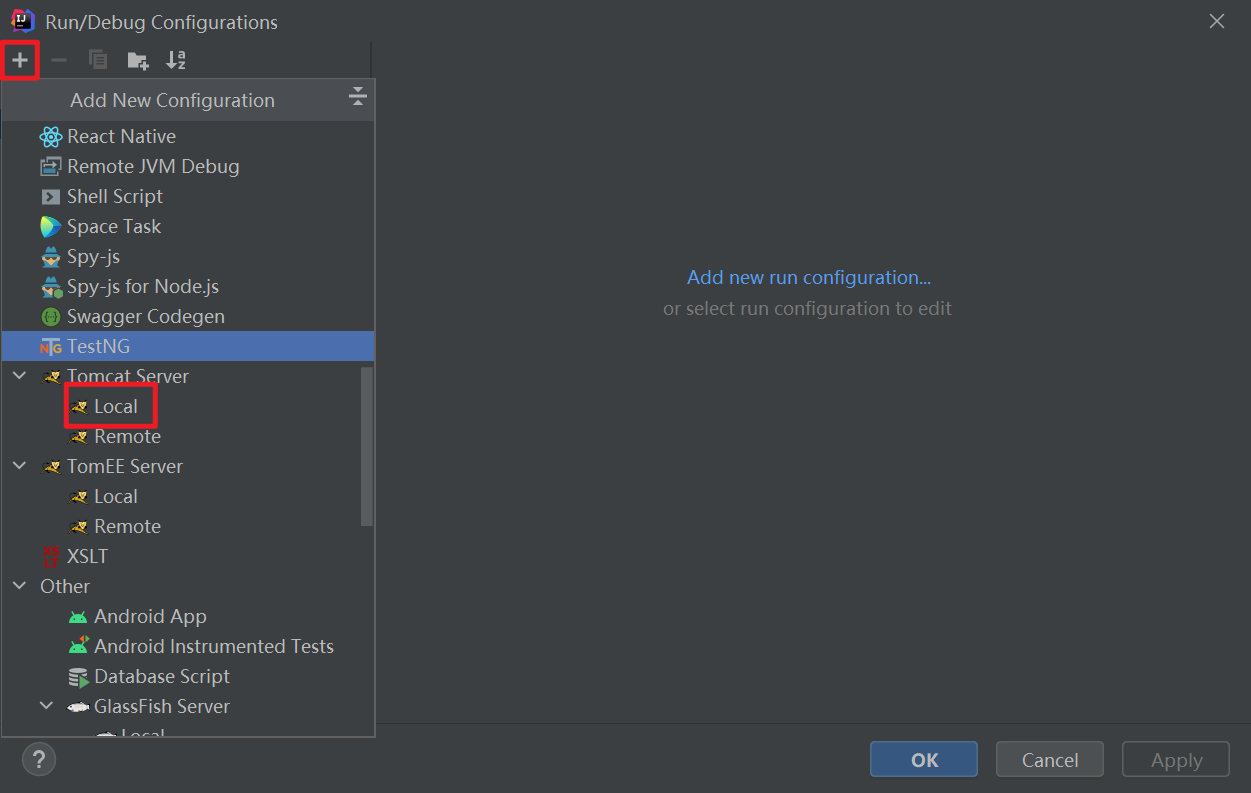 Run/Debug Configurations
Add New Configuration
React Native
Remote JVM Debug
Shell Script
Space Task
Spy-js
Spy-js for Node.js
Swagger Codegen
TestNG
Tomcat Server
Local
Remote
TomEE Server
Local
Remote
XSLT
Other
Android App
Android Instrumented Tests
Database Script
GlassFish Server
Local
Add new run configuration...
or select run configuration to edit
?
OK Cancel Apply